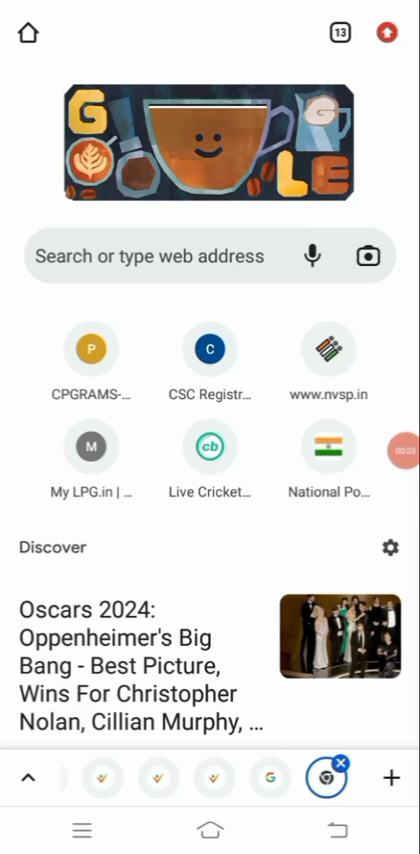 13
GOOGLE
Search or type web address
P
C
CPGRAMS-...
CSC Registr...
www.nvsp.in
M
cb
My LPG.in | ...
Live Cricket...
National Po...
00:03
Discover
Oscars 2024:
Oppenheimer's Big
Bang - Best Picture,
Wins For Christopher
Nolan, Cillian Murphy, ...
G